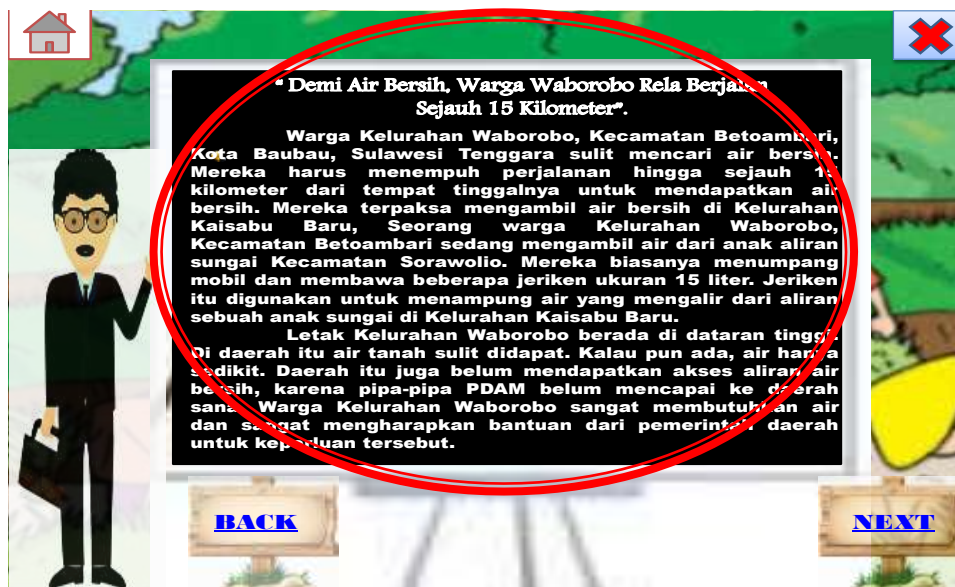 " Demi Air Bersih, Warga Waborobo Rela Berjalan
Sejauh 15 Kilometer".
Warga Kelurahan Waborobo, Kecamatan Betoambari,
Kota Baubau, Sulawesi Tenggara sulit mencari air bersih.
Mereka harus menempuh perjalanan hingga sejauh 15
kilometer dari tempat tinggalnya untuk mendapatkan air
bersih. Mereka terpaksa mengambil air bersih di Kelurahan
Kaisabu Baru, Seorang warga Kelurahan Waborobo,
Kecamatan Betoambari sedang mengambil air dari anak aliran
sungai Kecamatan Sorawolio. Mereka biasanya menumpang
mobil dan membawa beberapa jeriken ukuran 15 liter. Jeriken
itu digunakan untuk menampung air yang mengalir dari aliran
sebuah anak sungai di Kelurahan Kaisabu Baru.
Letak Kelurahan Waborobo berada di dataran tinggi.
Di daerah itu air tanah sulit didapat. Kalau pun ada, air hanya
sedikit. Daerah itu juga belum mendapatkan akses aliran air
bersih, karena pipa-pipa PDAM belum mencapai ke daerah
sana. Warga Kelurahan Waborobo sangat membutuhkan air
dan sangat mengharapkan bantuan dari pemerintah daerah
untuk keperluan tersebut.
BACK
NEXT